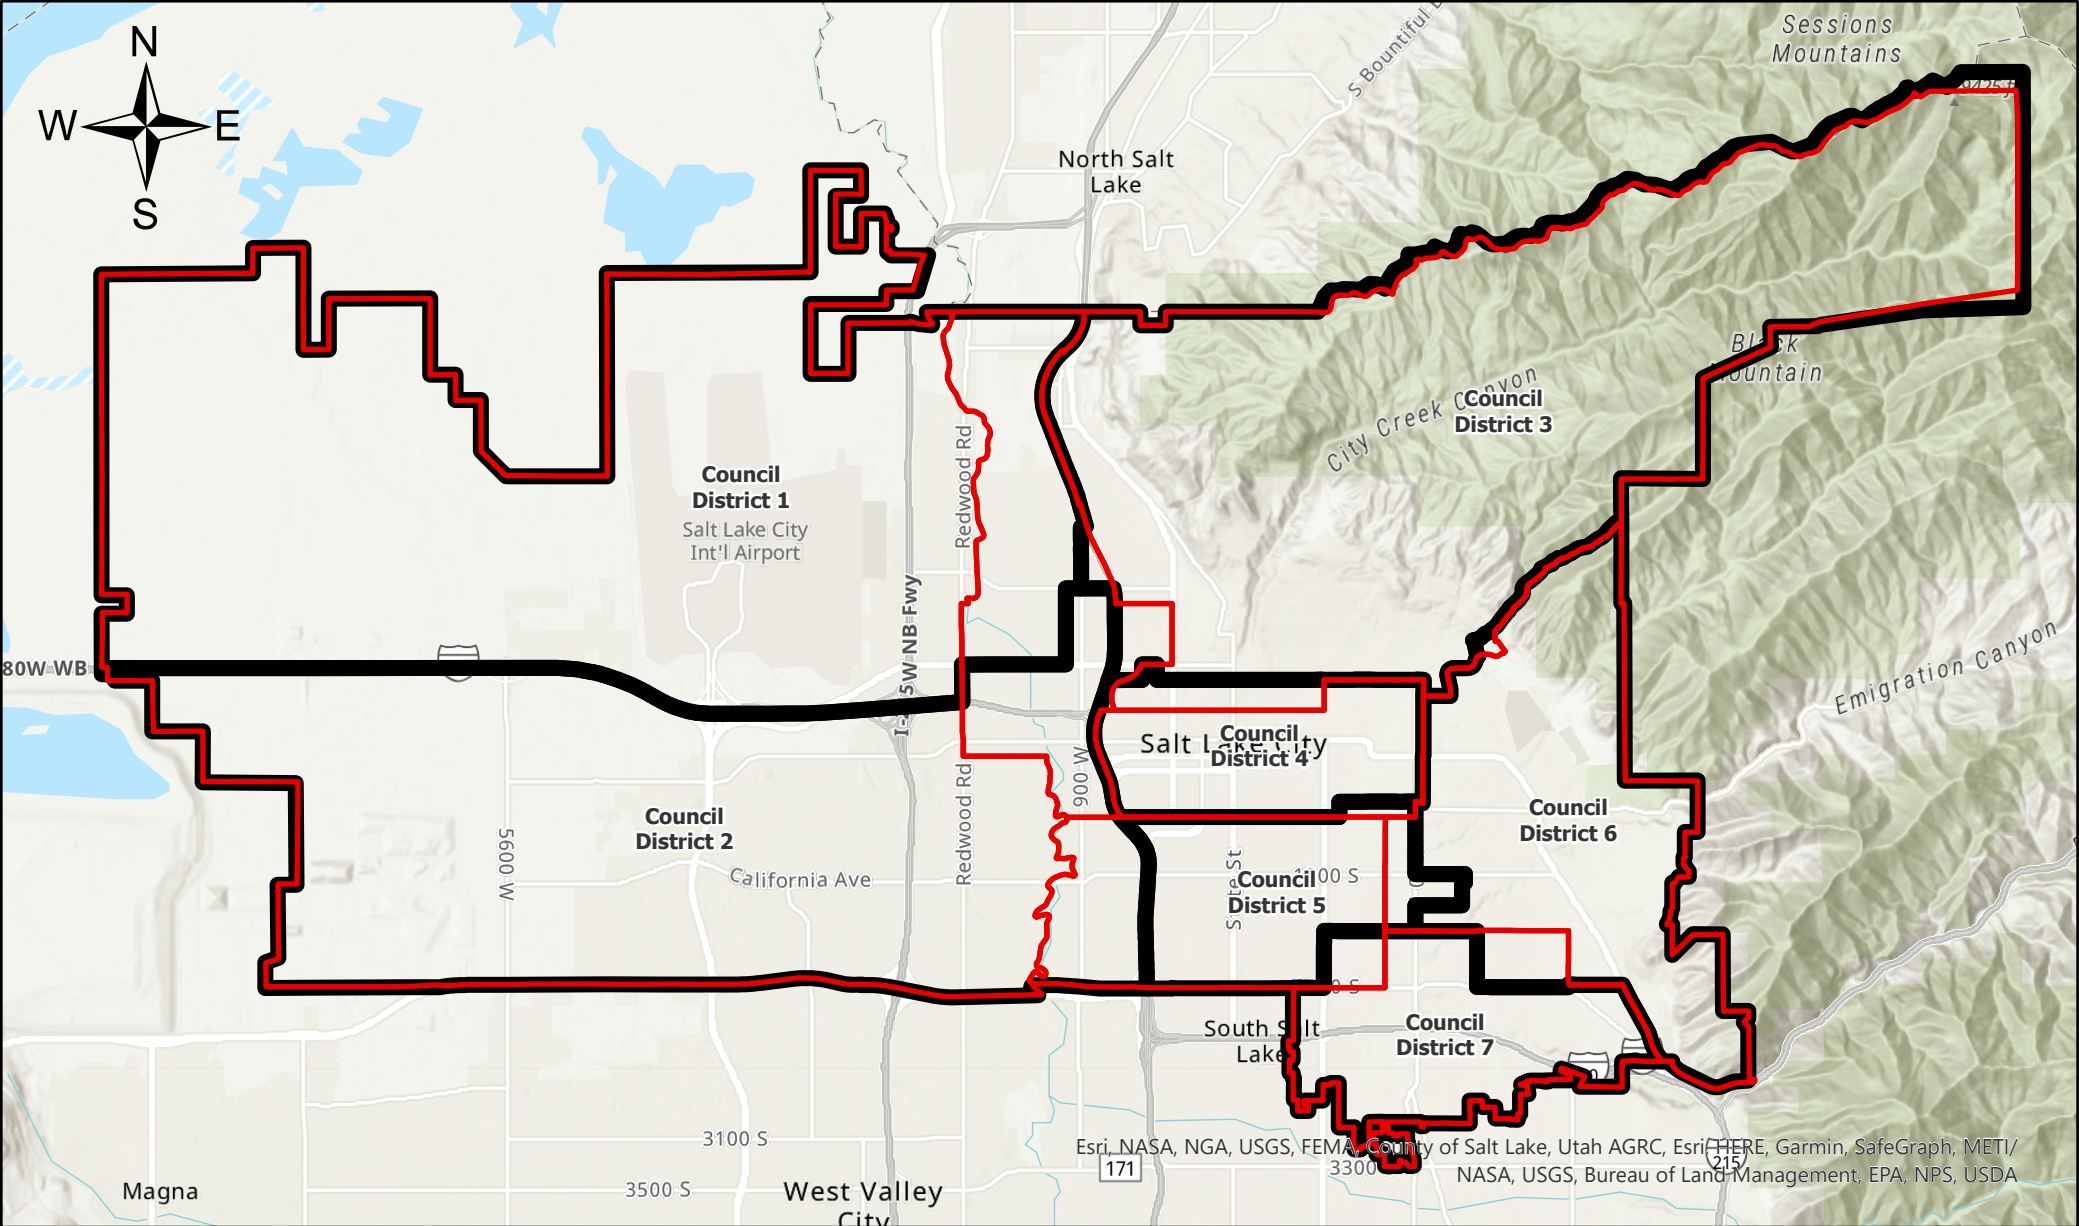 N
W
E
S
Sessions
Mountains
S Bountiful
9425 ft
North Salt
Lake
Black
Mountain
City Creek Canyon
Council
District 3
Redwood Rd
Council
District 1
Salt Lake City
Int'l Airport
NB Fwy
80W WB
Emigration Canyon
Salt Lake City
Council
District 4
900 W
Council
District 2
5600 W
Redwood Rd
California Ave
Council
District 6
State St
Council
District 5
South Salt
Lake
Council
District 7
3100 S
3500 S
171
3300
215
Magna
West Valley
City
Esri, NASA, NGA, USGS, FEMA, County of Salt Lake, Utah AGRC, Esri, HERE, Garmin, SafeGraph, METI/
NASA, USGS, Bureau of Land Management, EPA, NPS, USDA